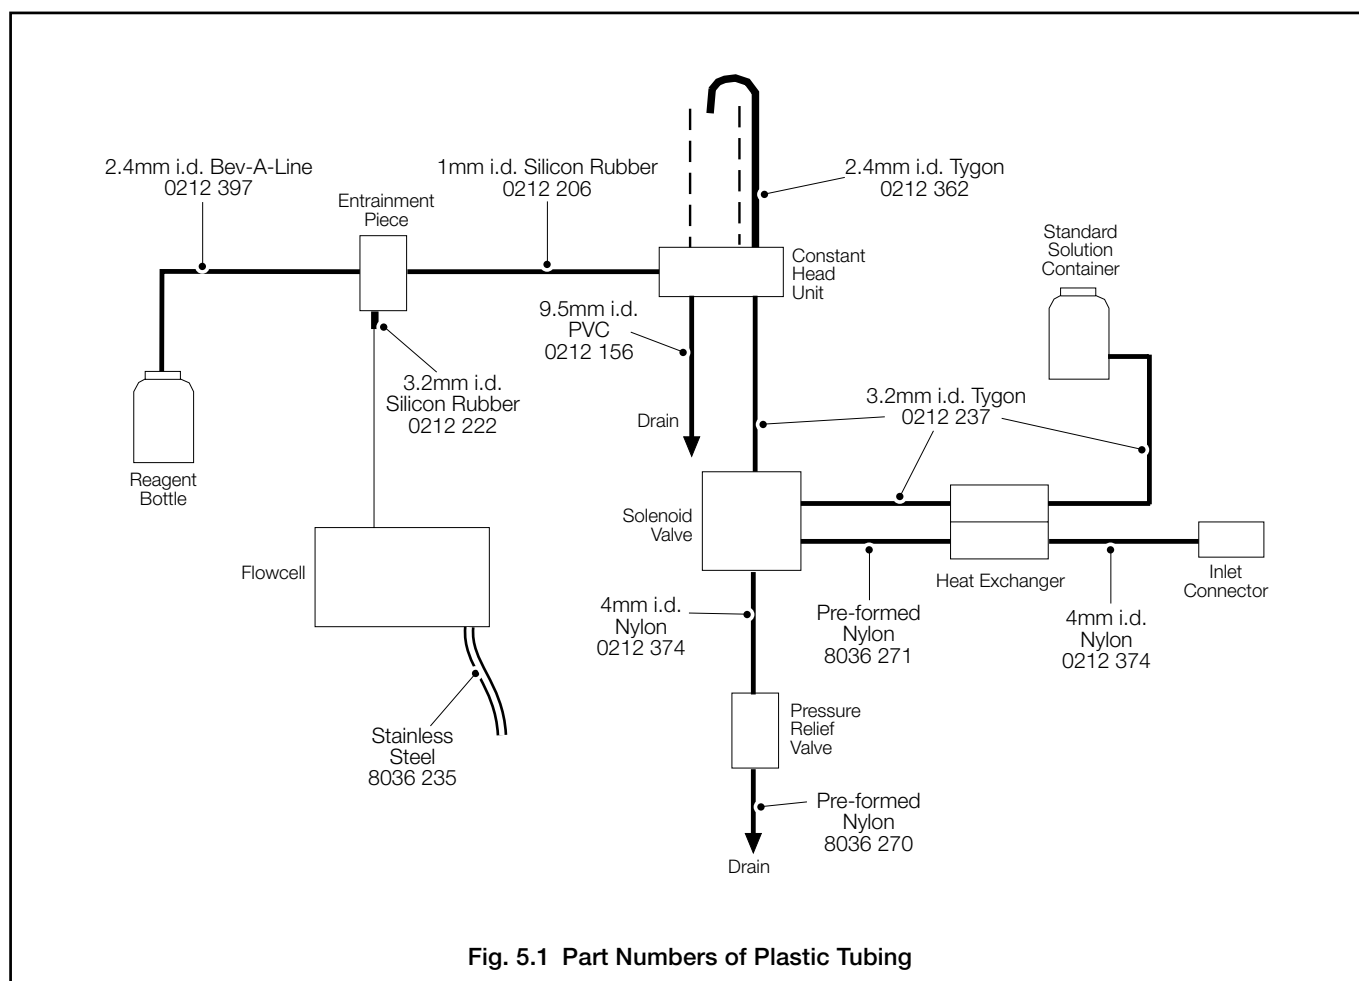 2.4mm i.d. Bev-A-Line
0212 397
1mm i.d. Silicon Rubber
0212 206
2.4mm i.d. Tygon
0212 362
Entrainment
Piece
Standard
Solution
Container
Constant
Head
Unit
9.5mm i.d.
PVC
0212 156
3.2mm i.d.
Silicon Rubber
0212 222
3.2mm i.d. Tygon
0212 237
Drain
Reagent
Bottle
Solenoid
Valve
Flowcell
Heat Exchanger
Inlet
Connector
4mm i.d.
Nylon
0212 374
Pre-formed
Nylon
8036 271
4mm i.d.
Nylon
0212 374
Stainless
Steel
8036 235
Pressure
Relief
Valve
Pre-formed
Nylon
8036 270
Drain
Fig. 5.1 Part Numbers of Plastic Tubing